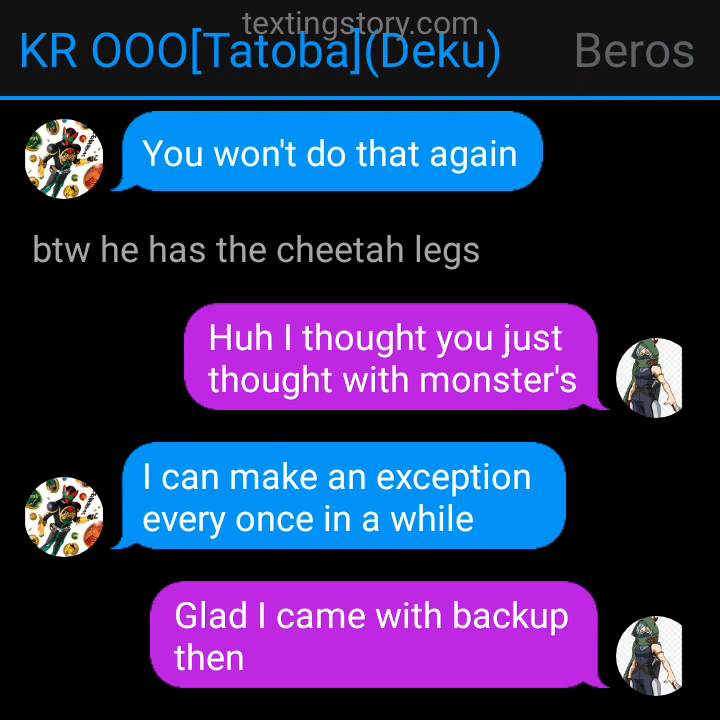 textingstory.com
KR OOO[Tatoba](Deku)
Beros
You won't do that again
btw he has the cheetah legs
Huh I thought you just
thought with monster's
I can make an exception
every once in a while
Glad I came with backup
then